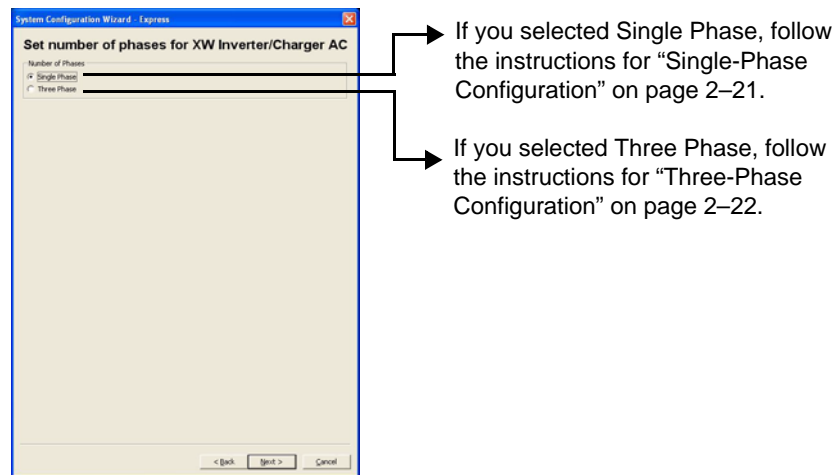 System Configuration Wizard - Express
Set number of phases for XW Inverter/Charger AC
Number of Phases
Single Phase
Three Phase
< Back
Next >
Cancel
If you selected Single Phase, follow
the instructions for “Single-Phase
Configuration” on page 2–21.
If you selected Three Phase, follow
the instructions for “Three-Phase
Configuration” on page 2–22.